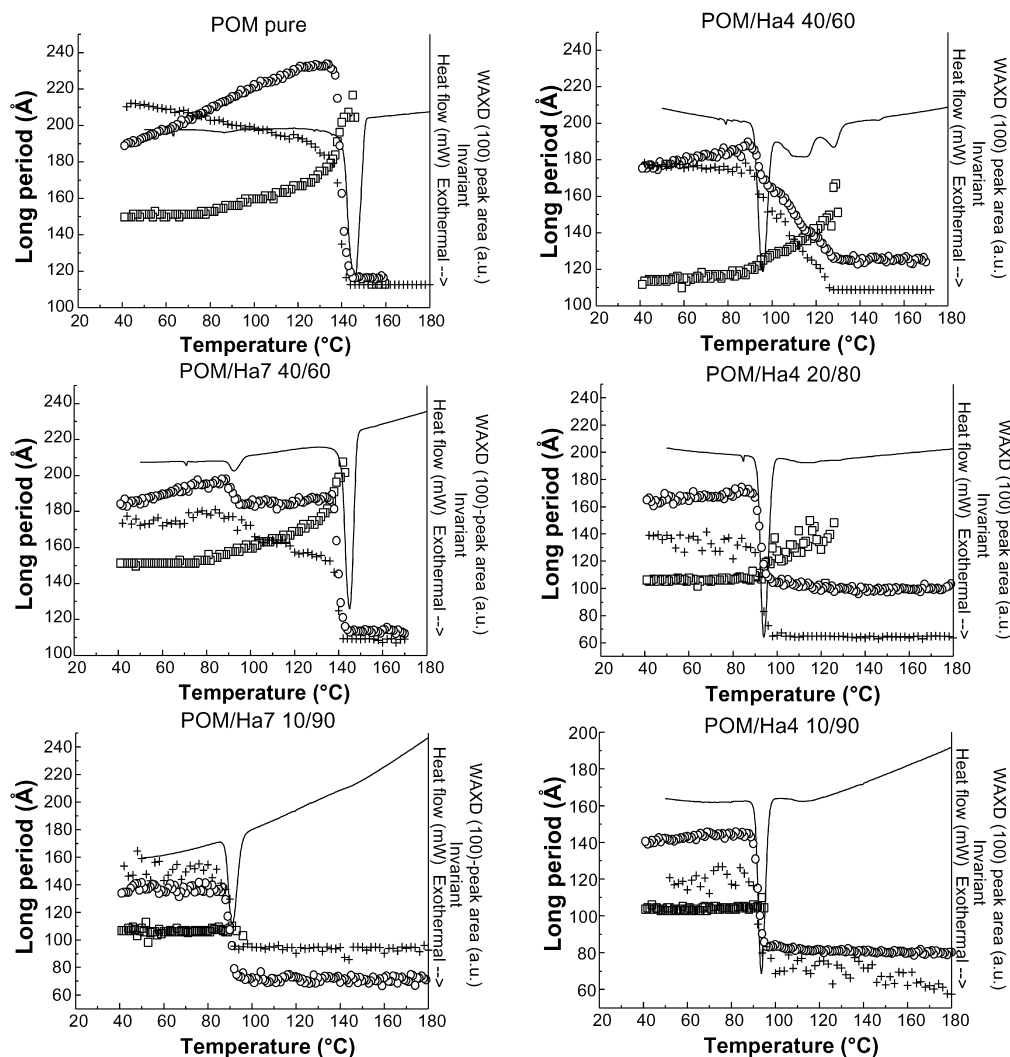 POM pure
240
220
200
180
160
140
120
100
20 40 60 80 100 120 140 160 180
Long period (Å)
Temperature (°C)
Heat flow (mW) Exothermal -->
Invariant
WAXD (100) peak area (a.u.)
POM/Ha4 40/60
240
220
200
180
160
140
120
100
20 40 60 80 100 120 140 160 180
Long period (Å)
Temperature (°C)
Heat flow (mW) Exothermal -->
Invariant
WAXD (100) peak area (a.u.)
POM/Ha7 40/60
240
220
200
180
160
140
120
100
20 40 60 80 100 120 140 160 180
Long period (Å)
Temperature (°C)
Heat flow (mW) Exothermal -->
Invariant
WAXD (100)-peak area (a.u.)
POM/Ha4 20/80
240
220
200
180
160
140
120
100
80
60
20 40 60 80 100 120 140 160 180
Long period (Å)
Temperature (°C)
Heat flow (mW) Exothermal -->
Invariant
WAXD (100) peak area (a.u.)
POM/Ha7 10/90
240
220
200
180
160
140
120
100
80
60
20 40 60 80 100 120 140 160 180
Long period (Å)
Temperature (°C)
Heat flow (mW) Exothermal -->
Invariant
WAXD (100)-peak area (a.u.)
POM/Ha4 10/90
200
180
160
140
120
100
80
60
20 40 60 80 100 120 140 160 180
Long period (Å)
Temperature (°C)
Heat flow (mW) Exothermal -->
Invariant
WAXD (100) peak area (a.u.)